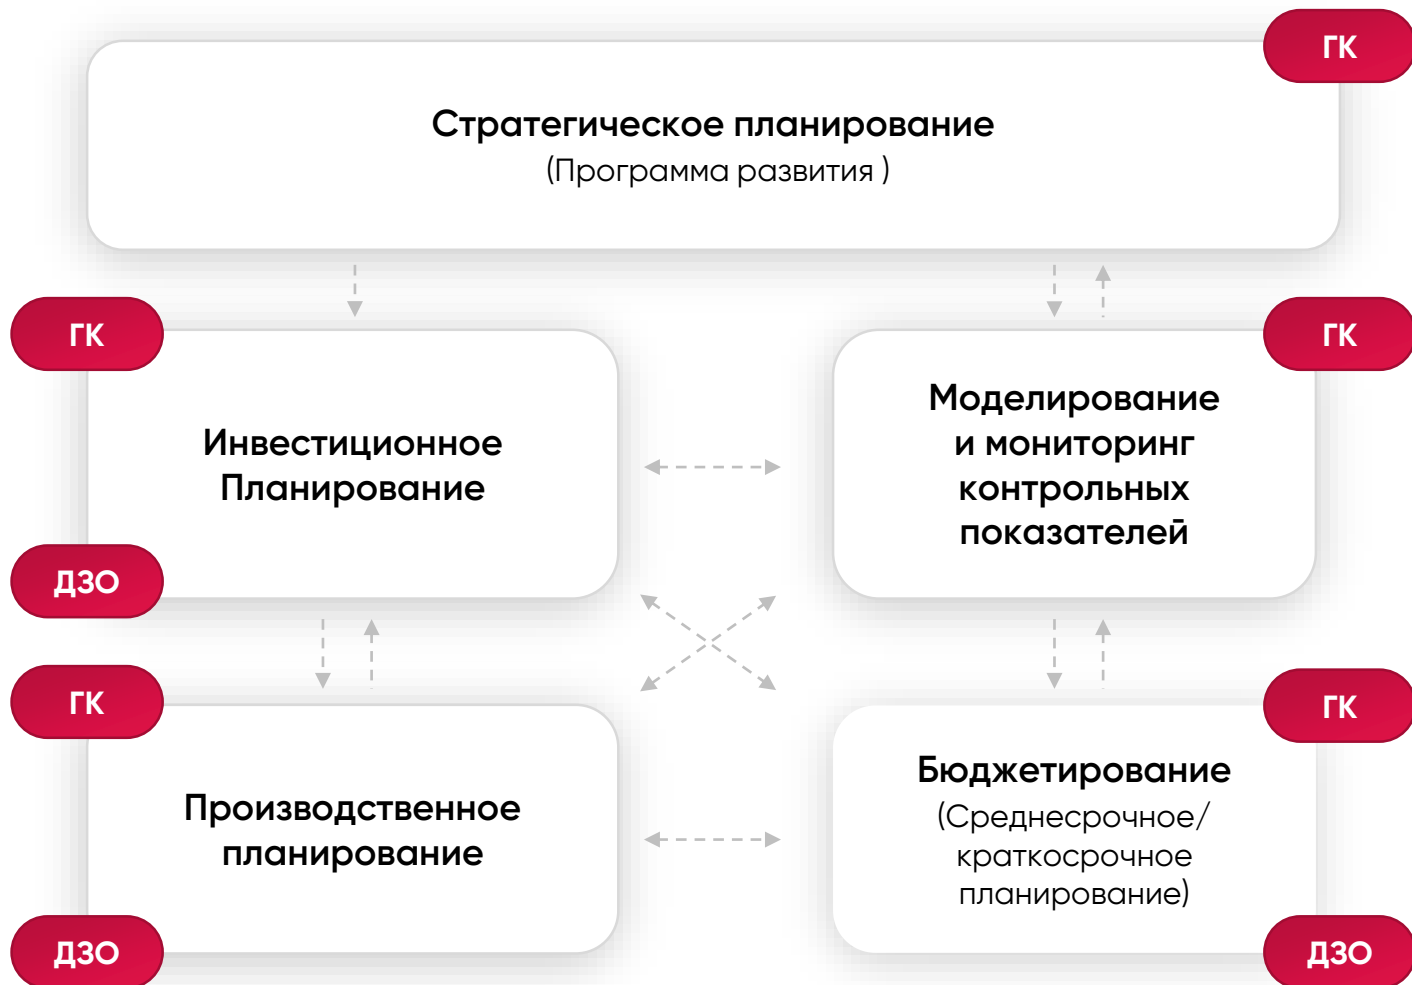 ГК
Стратегическое планирование
(Программа развития )
ГК
ГК
Инвестиционное
Планирование
Моделирование
и мониторинг
контрольных
показателей
ДЗО
ГК
ГК
Производственное
планирование
Бюджетирование
(Среднесрочное/
краткосрочное
планирование)
ДЗО
ДЗО